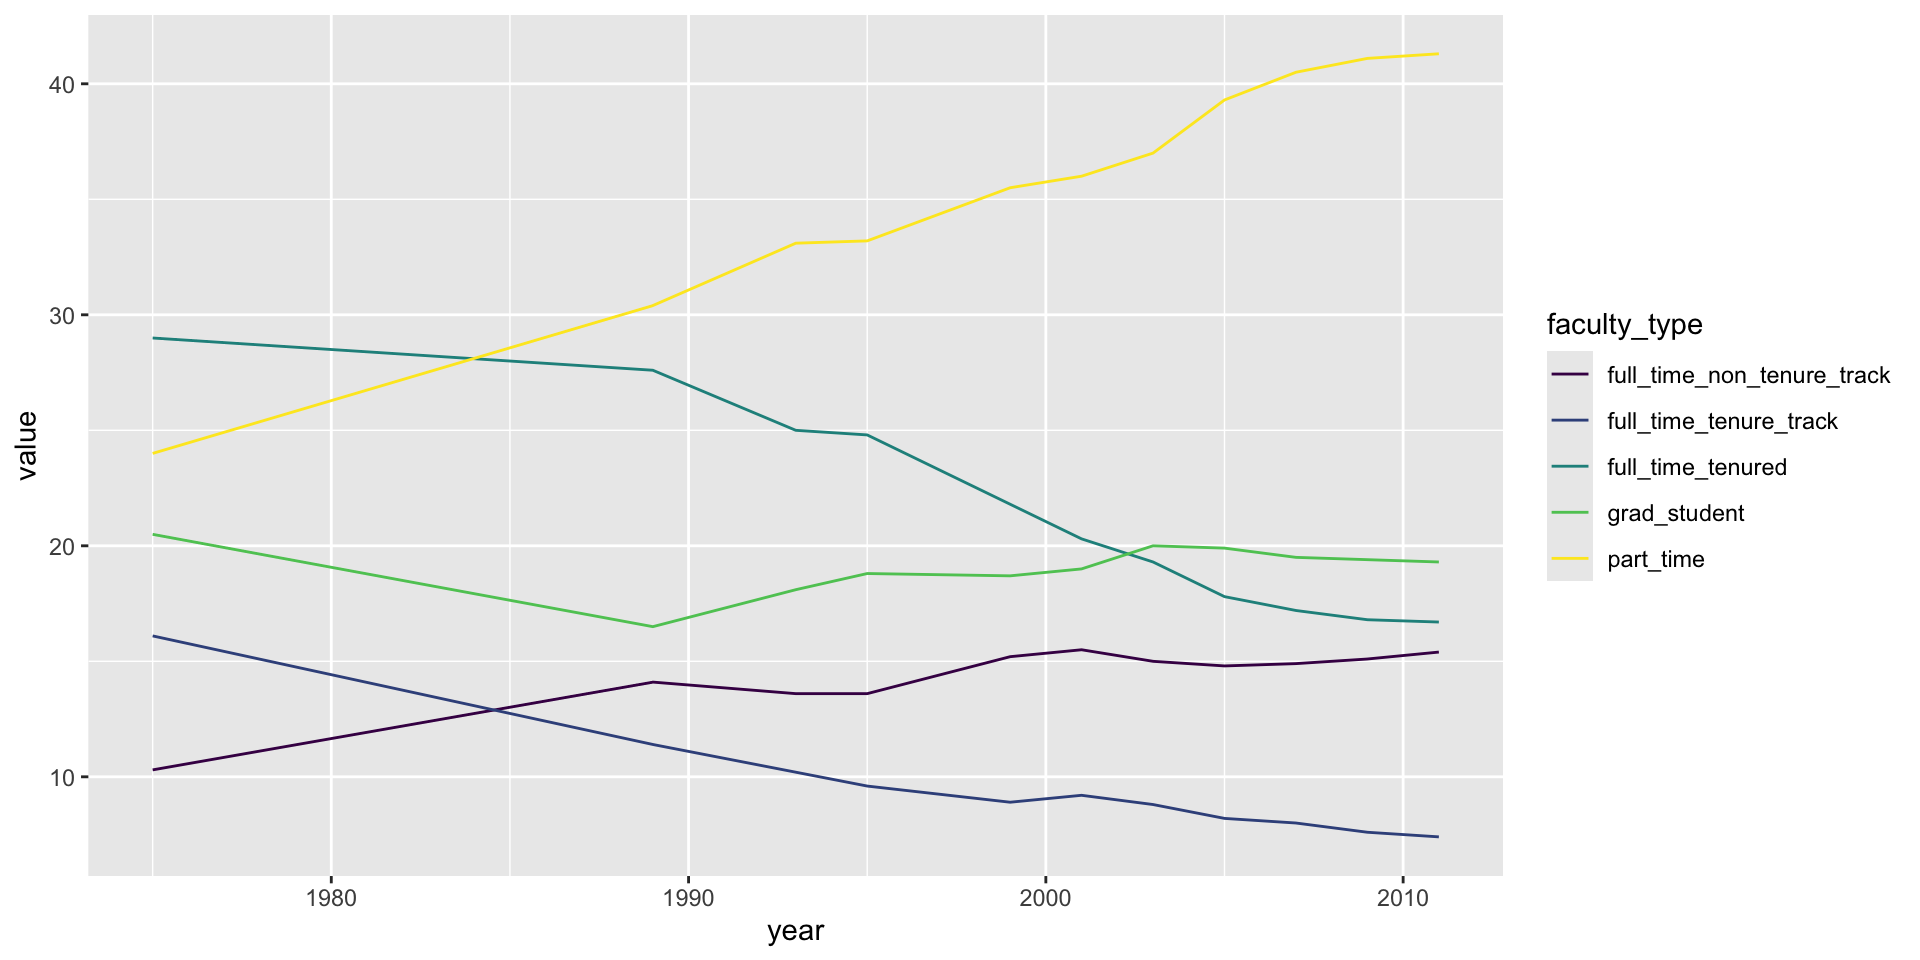 40
30
20
10
value
1980
1990
2000
2010
year
faculty_type
full_time_non_tenure_track
full_time_tenure_track
full_time_tenured
grad_student
part_time